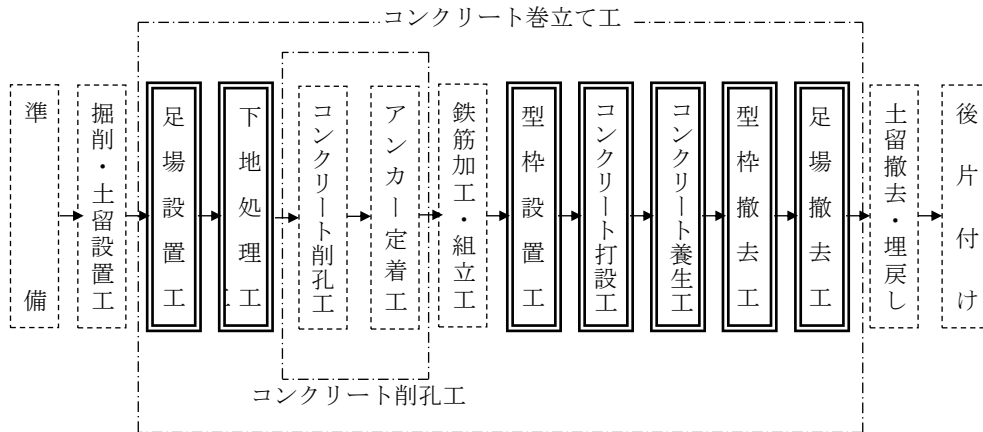 コンクリート巻立て工
準備
掘削・土留設置工
足場設置工
下地処理工
コンクリート削孔工
アンカー定着工
鉄筋加工・組立工
型枠設置工
コンクリート打設工
コンクリート養生工
型枠撤去工
足場撤去工
土留撤去・埋戻し
後片付け
コンクリート削孔工